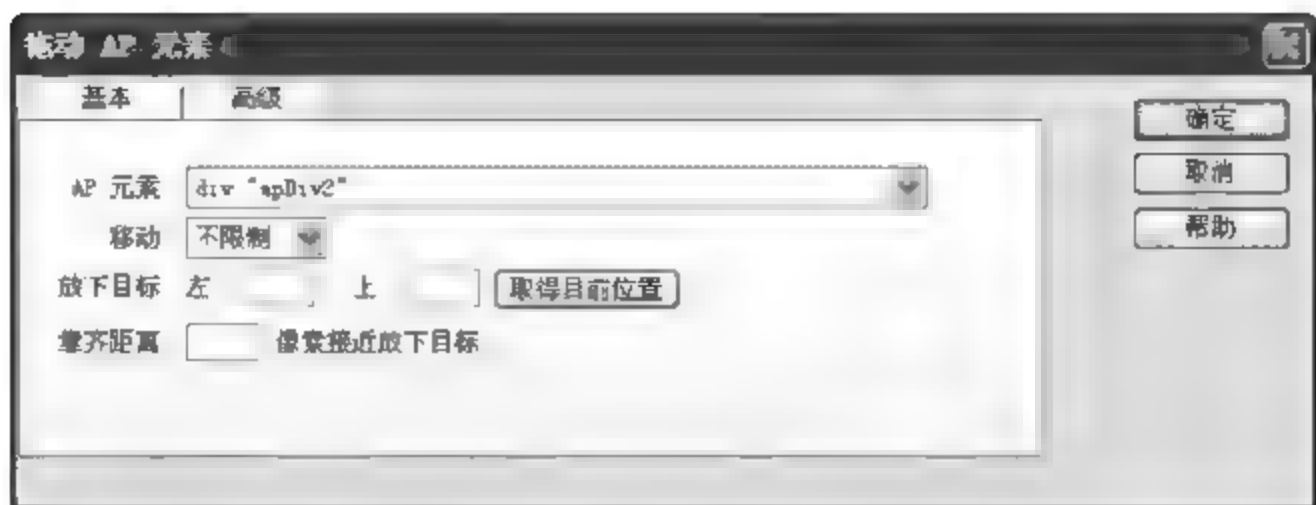 拖动 AP 元素
基本 高级
确定
AP 元素 div "apDiv2"
取消
移动 不限制
帮助
放下目标 左 上 取得目前位置
靠齐距离 像素接近放下目标